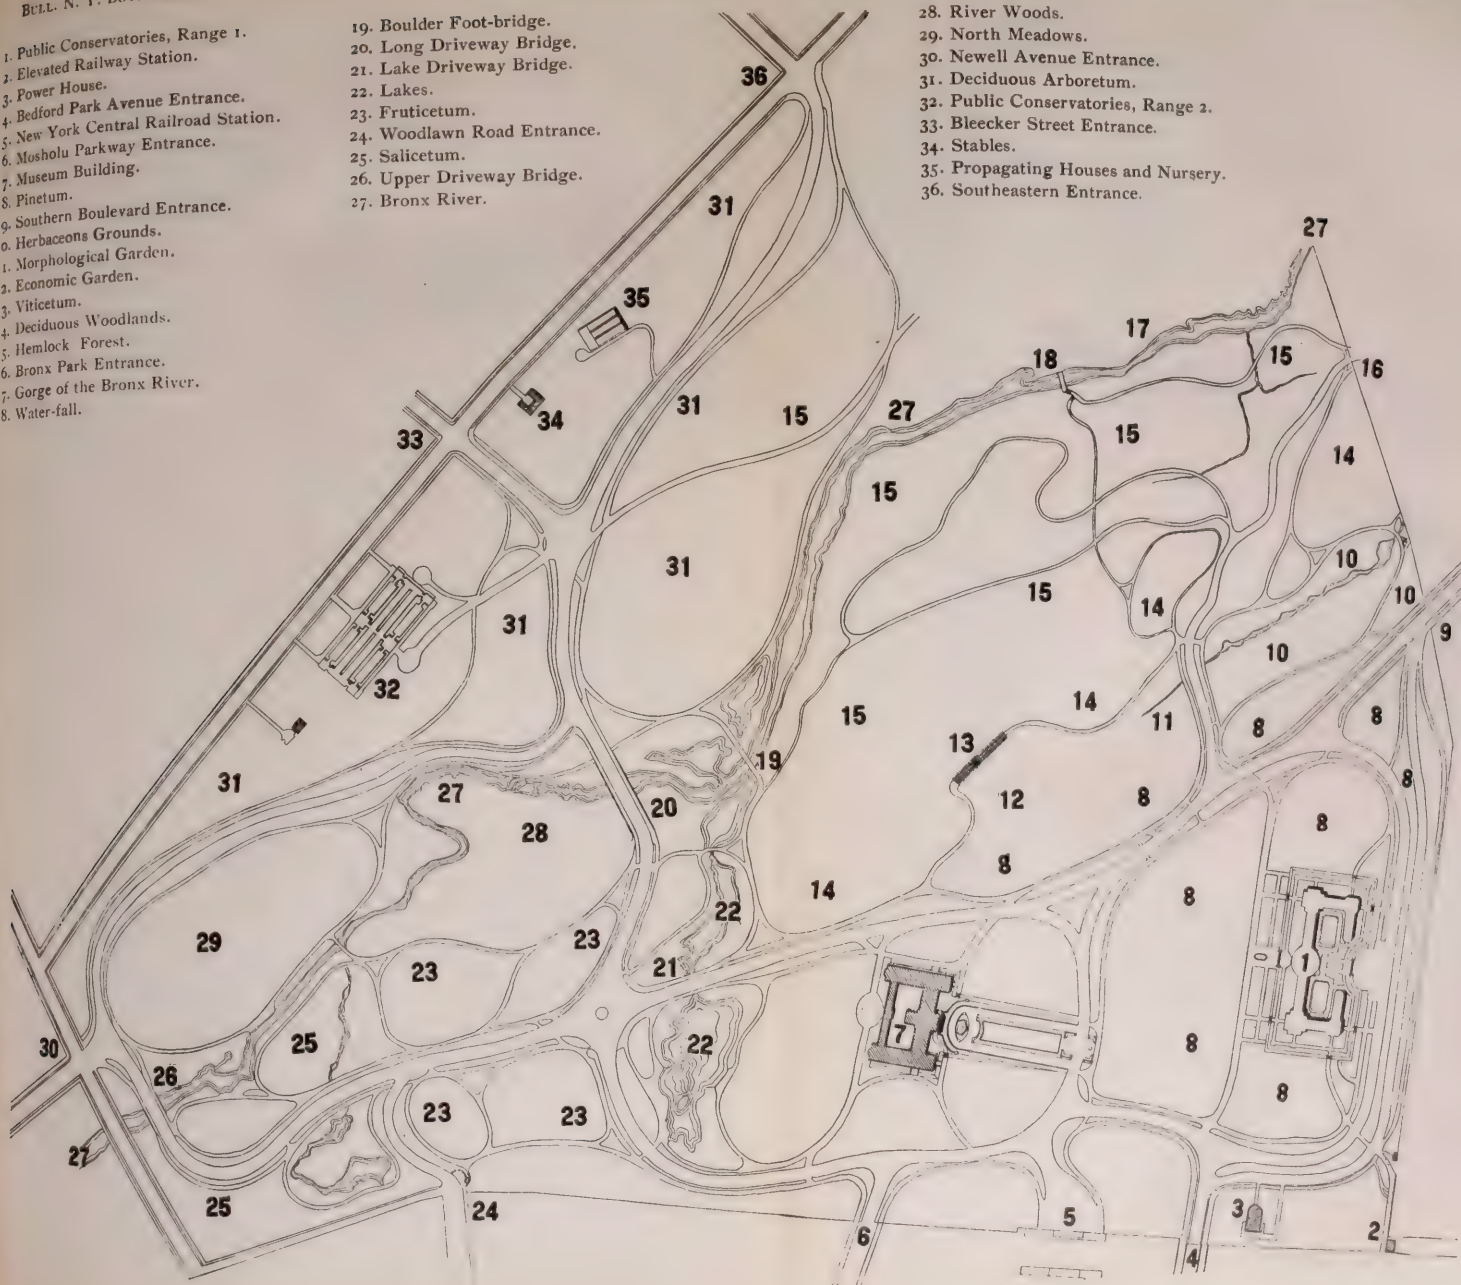 BULL. N. Y.
1. Public Conservatories, Range 1.
2. Elevated Railway Station.
3. Power House.
4. Bedford Park Avenue Entrance.
5. New York Central Railroad Station.
6. Mosholu Parkway Entrance.
7. Museum Building.
8. Pinetum.
9. Southern Boulevard Entrance.
0. Herbaceons Grounds.
1. Morphological Garden.
2. Economic Garden.
3. Viticetum.
4. Deciduous Woodlands.
5. Hemlock Forest.
6. Bronx Park Entrance.
7. Gorge of the Bronx River.
8. Water-fall.
19. Boulder Foot-bridge.
20. Long Driveway Bridge.
21. Lake Driveway Bridge.
22. Lakes.
23. Fruticetum.
24. Woodlawn Road Entrance.
25. Salicetum.
26. Upper Driveway Bridge.
27. Bronx River.
28. River Woods.
29. North Meadows.
30. Newell Avenue Entrance.
31. Deciduous Arboretum.
32. Public Conservatories, Range 2.
33. Bleecker Street Entrance.
34. Stables.
35. Propagating Houses and Nursery.
36. Southeastern Entrance.
36
31
27
35
17
18
15
16
34
31
15
27
33
15
14
15
31
10
15
10
14
31
9
10
32
14
15
11
8
8
13
19
31
8
27
20
12
8
28
8
8
14
8
22
29
23
21
23
1
7
30
25
22
8
26
8
23
23
27
25
24
6
5
3
2
4